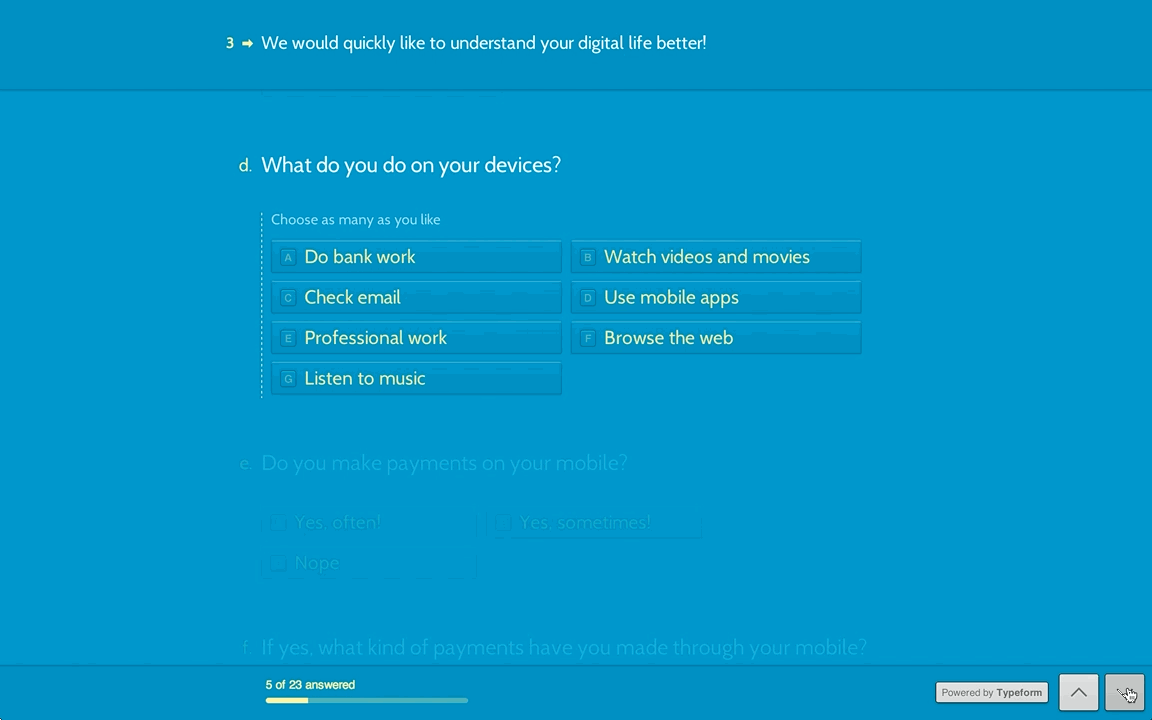 3 → We would quickly like to understand your digital life better!
d. What do you do on your devices?
Choose as many as you like
A Do bank work
B Watch videos and movies
C Check email
D Use mobile apps
E Professional work
F Browse the web
G Listen to music
e. Do you make payments on your mobile?
Yes, often!
Yes, sometimes!
Nope
f. If yes, what kind of payments have you made through your mobile?
5 of 23 answered
Powered by Typeform